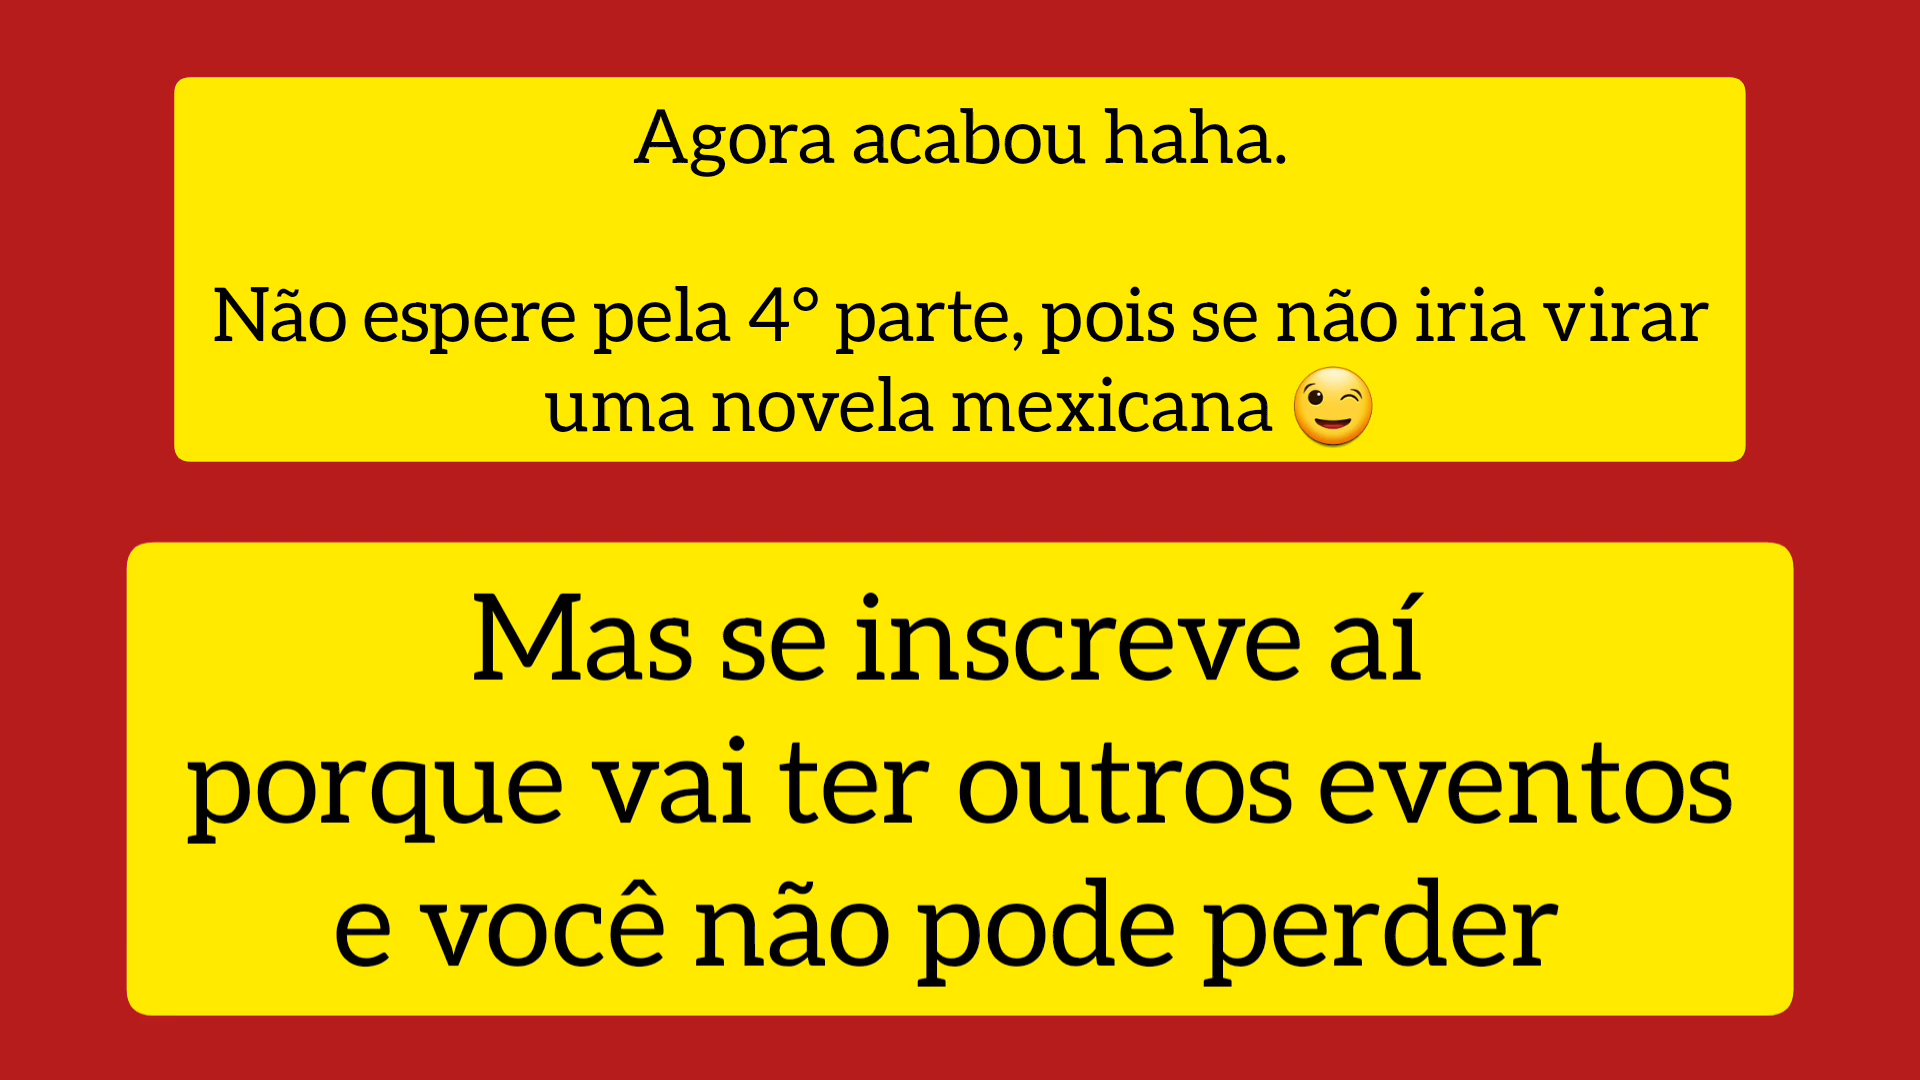 Agora acabou haha.
Não espere pela 4° parte, pois se não iria virar
uma novela mexicana 😉
Mas se inscreve aí
porque vai ter outros eventos
e você não pode perder